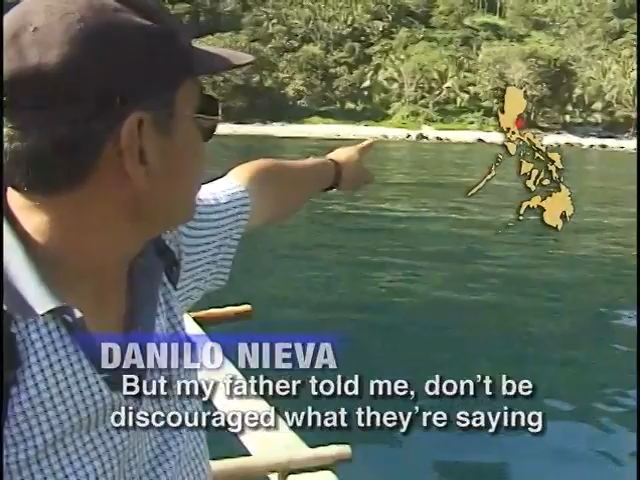 DANILO NIEVA
But my father told me, don't be
discouraged what they're saying